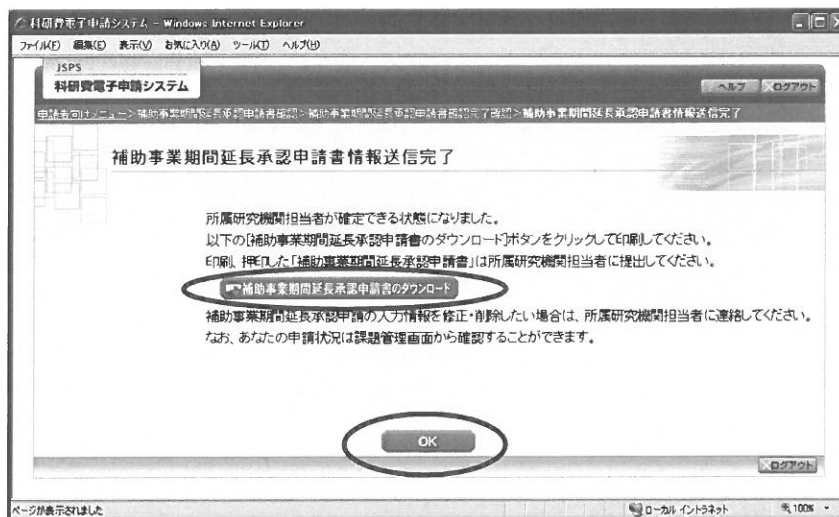 科研費電子申請システム - Windows Internet Explorer
ファイル(F) 編集(E) 表示(V) お気に入り(A) ツール(T) ヘルプ(H)
JSPS
科研費電子申請システム
ヘルプ ログアウト
申請者向けメニュー>補助事業期間延長承認申請書確認>補助事業期間延長承認申請書確認完了確認>補助事業期間延長承認申請書情報送信完了
補助事業期間延長承認申請書情報送信完了
所属研究機関担当者が確定できる状態になりました。
以下の[補助事業期間延長承認申請書のダウンロード]ボタンをクリックして印刷してください。
印刷、押印した「補助事業期間延長承認申請書」は所属研究機関担当者に提出してください。
補助事業期間延長承認申請書のダウンロード
補助事業期間延長承認申請の入力情報を修正・削除したい場合は、所属研究機関担当者に連絡してください。
なお、あなたの申請状況は課題管理画面から確認することができます。
OK
ログアウト
ページが表示されました ローカル イントラネット 100%